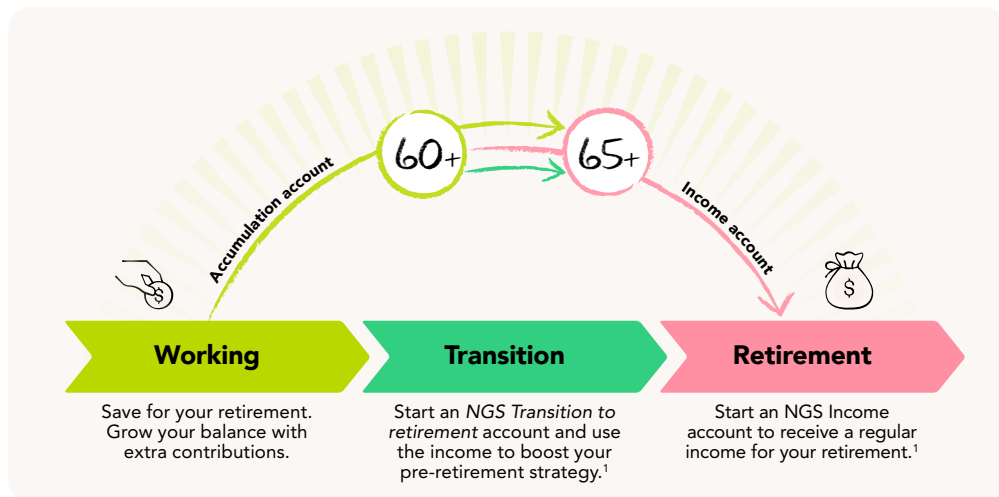 60+
65+
Accumulation account
Income account
$
$
Working
Transition
Retirement
Save for your retirement.
Grow your balance with
extra contributions.
Start an NGS Transition to
retirement account and use
the income to boost your
pre-retirement strategy.¹
Start an NGS Income
account to receive a regular
income for your retirement.¹